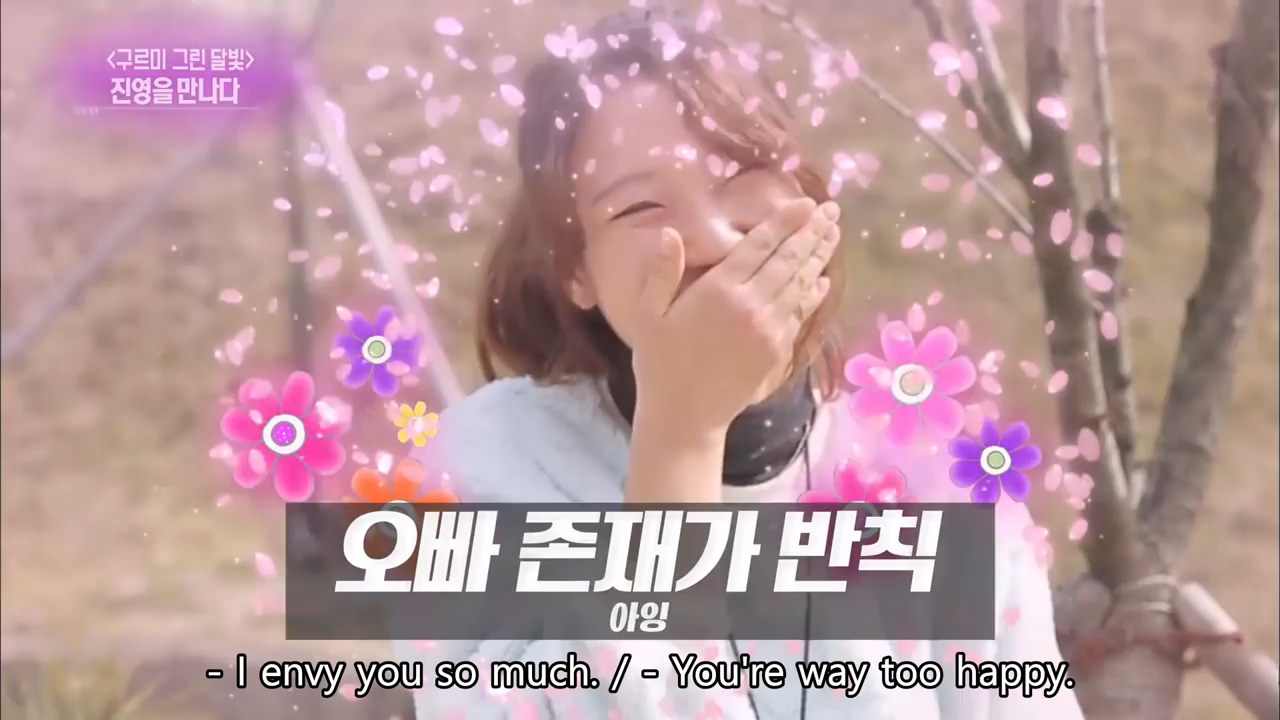 <구르미 그린 달빛>
진영을 만나다
오빠 존재가 반칙
아잉
- I envy you so much. / - You're way too happy.